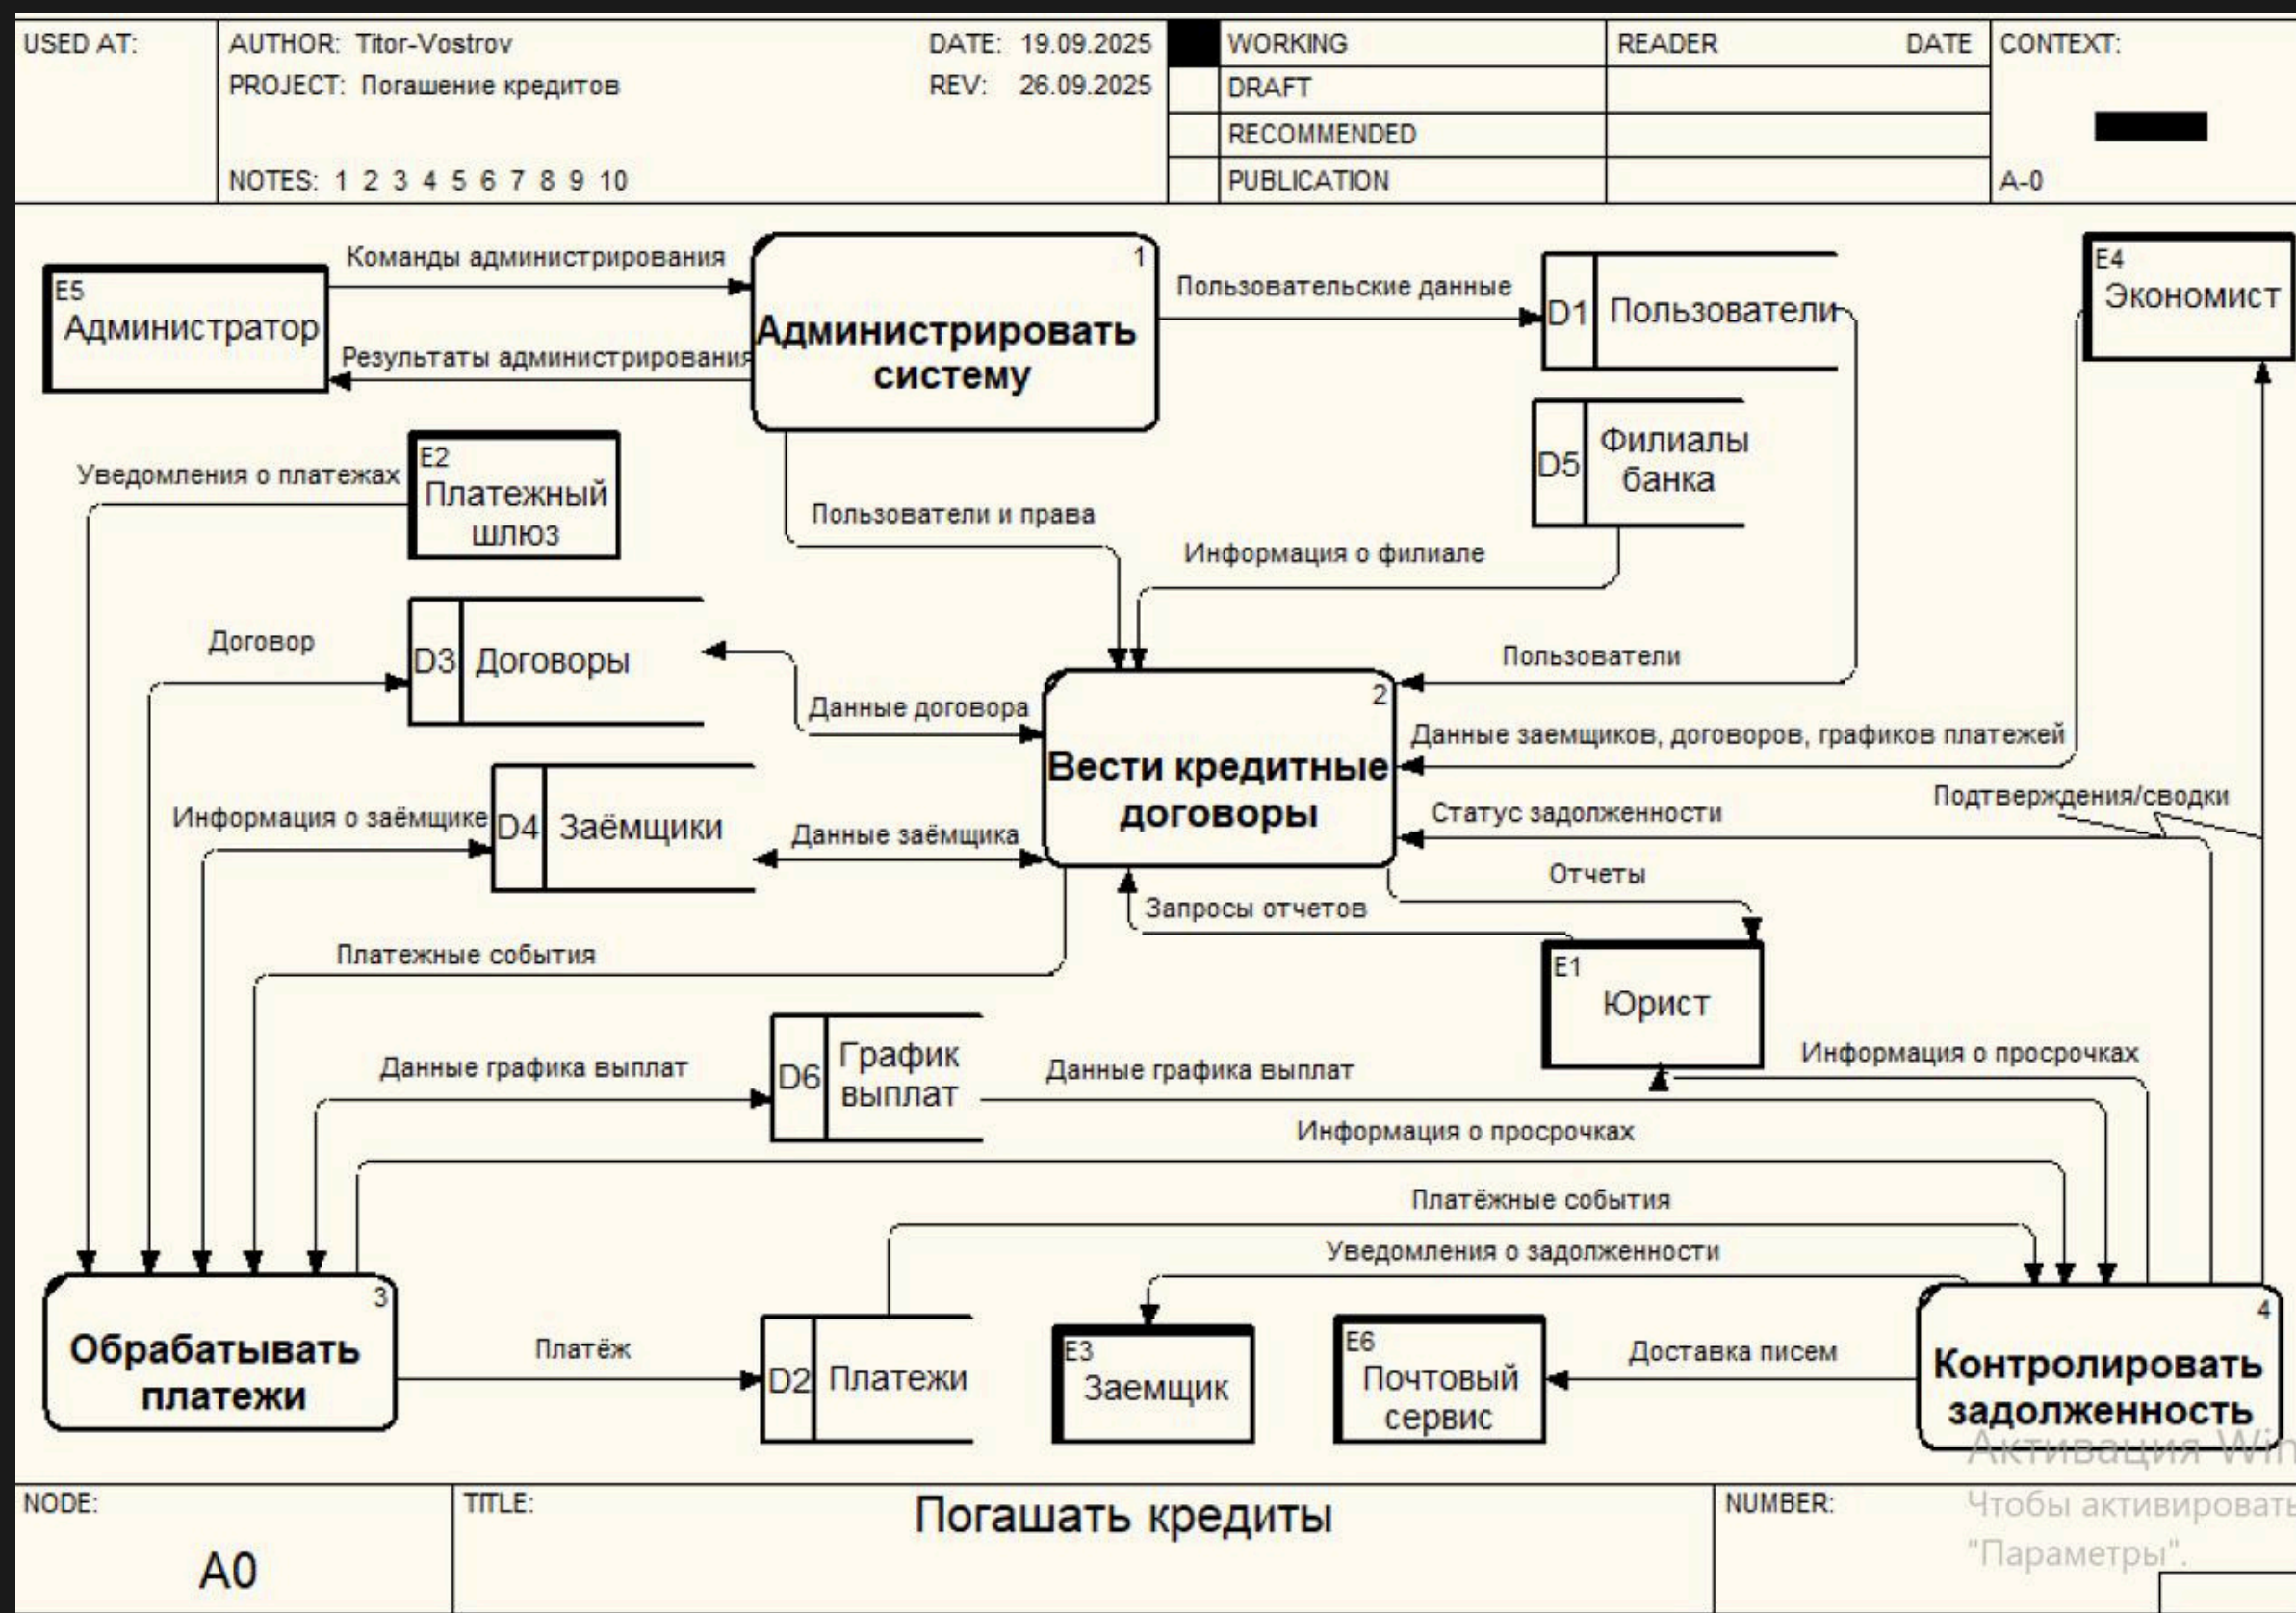 USED AT:
AUTHOR: Titor-Vostrov
DATE: 19.09.2025
PROJECT: Погашение кредитов
REV: 26.09.2025
NOTES: 1 2 3 4 5 6 7 8 9 10
WORKING
DRAFT
RECOMMENDED
PUBLICATION
READER
DATE
CONTEXT:
A-0
E5
Администратор
Команды администрирования
Результаты администрирования
1
Администрировать
систему
Пользовательские данные
D1
Пользователи
E4
Экономист
D5
Филиалы
банка
Уведомления о платежах
E2
Платежный
шлюз
Пользователи и права
Информация о филиале
Договор
D3
Договоры
Данные договора
Пользователи
2
Вести кредитные
договоры
Данные заемщиков, договоров, графиков платежей
Подтверждения/сводки
Статус задолженности
Информация о заёмщике
D4
Заёмщики
Данные заёмщика
Отчеты
Запросы отчетов
Платежные события
E1
Юрист
Данные графика выплат
D6
График
выплат
Данные графика выплат
Информация о просрочках
Информация о просрочках
Платёжные события
Уведомления о задолженности
3
Обрабатывать
платежи
Платёж
D2
Платежи
E3
Заемщик
E6
Почтовый
сервис
Доставка писем
4
Контролировать
задолженность
Активация Win
Чтобы активировать
"Параметры".
NODE:
A0
TITLE:
Погашать кредиты
NUMBER: